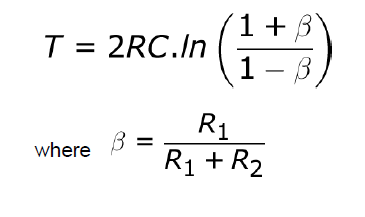 T = 2RC.ln ( (1 + β) / (1 − β) )
where β = R₁ / (R₁ + R₂)